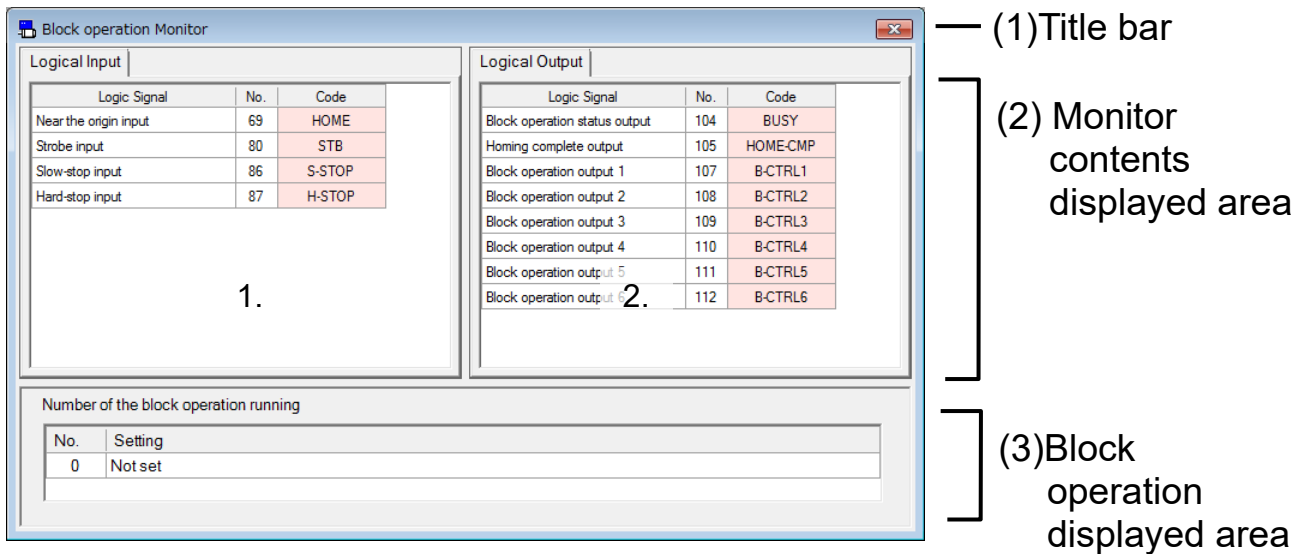 Block operation Monitor
(1)Title bar
Logical Input
Logic Signal No. Code
Near the origin input 69 HOME
Strobe input 80 STB
Slow-stop input 86 S-STOP
Hard-stop input 87 H-STOP
1.
Logical Output
Logic Signal No. Code
Block operation status output 104 BUSY
Homing complete output 105 HOME-CMP
Block operation output 1 107 B-CTRL1
Block operation output 2 108 B-CTRL2
Block operation output 3 109 B-CTRL3
Block operation output 4 110 B-CTRL4
Block operation output 5 111 B-CTRL5
Block operation output 6 112 B-CTRL6
2.
(2) Monitor
contents
displayed area
Number of the block operation running
No. Setting
0 Not set
(3)Block
operation
displayed area